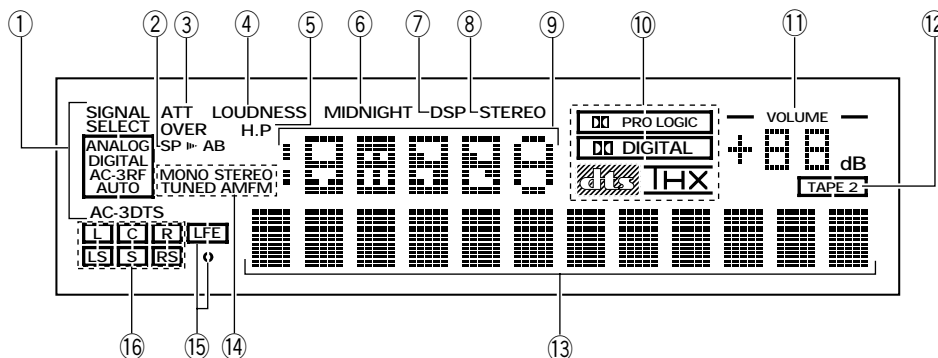 ① ② ③ ④ ⑤ ⑥ ⑦ ⑧ ⑨ ⑩ ⑪ ⑫
SIGNAL SELECT
ATT
OVER
LOUDNESS
H.P
MIDNIGHT
DSP
STEREO
ANALOG
DIGITAL
AC-3RF
AUTO
SP AB
MONO STEREO
TUNED AMFM
PRO LOGIC
DIGITAL
dts THX
VOLUME
+88 dB
TAPE 2
AC-3DTS
L C R LFE
LS S RS
⑯ ⑮ ⑭ ⑬